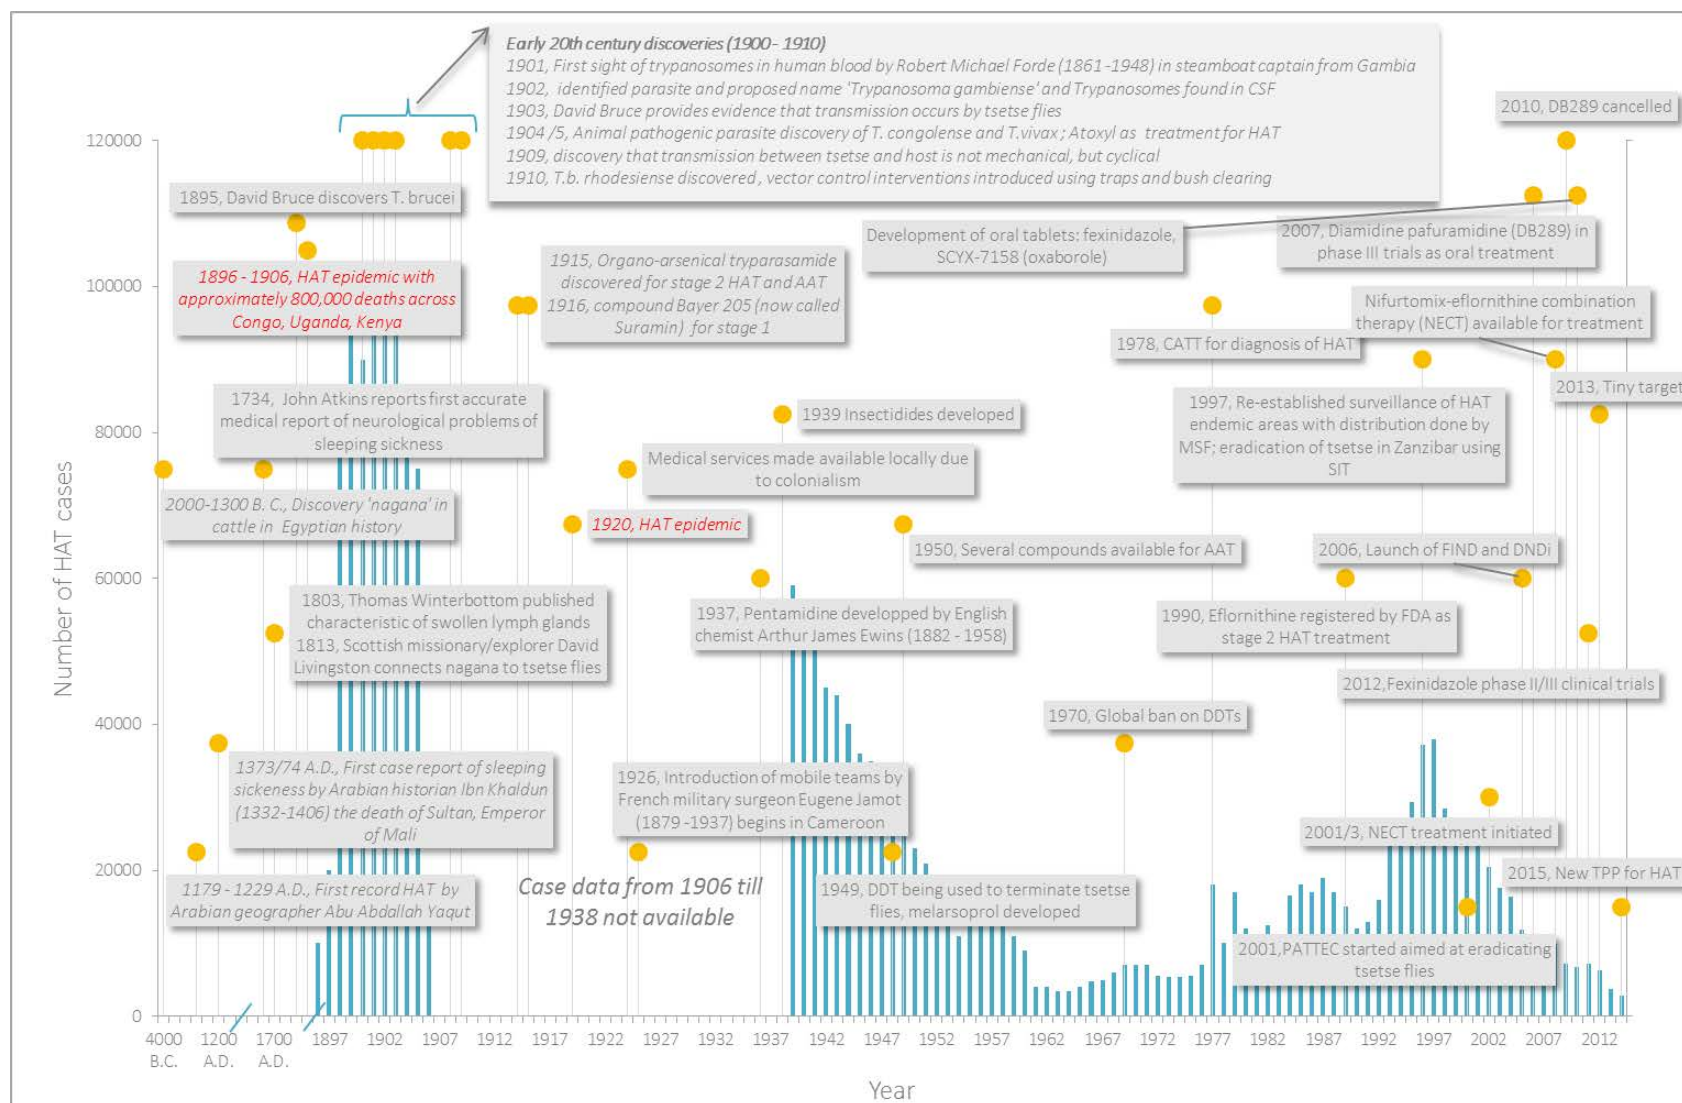 Early 20th century discoveries (1900 - 1910)
1901, First sight of trypanosomes in human blood by Robert Michael Forde (1861 -1948) in steamboat captain from Gambia
1902, identified parasite and proposed name 'Trypanosoma gambiense' and Trypanosomes found in CSF
1903, David Bruce provides evidence that transmission occurs by tsetse flies
1904 /5, Animal pathogenic parasite discovery of T. congolense and T.vivax ; Atoxyl as treatment for HAT
1909, discovery that transmission between tsetse and host is not mechanical, but cyclical
1910, T.b. rhodesiense discovered , vector control interventions introduced using traps and bush clearing
2010, DB289 cancelled
1895, David Bruce discovers T. brucei
1896 - 1906, HAT epidemic with
approximately 800,000 deaths across
Congo, Uganda, Kenya
1915, Organo-arsenical tryparasamide
discovered for stage 2 HAT and AAT
1916, compound Bayer 205 (now called
Suramin) for stage 1
Development of oral tablets: fexinidazole,
SCYX-7158 (oxaborole)
2007, Diamidine pafuramidine (DB289) in
phase III trials as oral treatment
Nifurtomix-eflornithine combination
therapy (NECT) available for treatment
1978, CATT for diagnosis of HAT
2013, Tiny target
1734, John Atkins reports first accurate
medical report of neurological problems of
sleeping sickness
1939 Insectidides developed
1997, Re-established surveillance of HAT
endemic areas with distribution done by
MSF; eradication of tsetse in Zanzibar using
SIT
Medical services made available locally due
to colonialism
2000-1300 B. C., Discovery 'nagana' in
cattle in Egyptian history
1920, HAT epidemic
1950, Several compounds available for AAT
2006, Launch of FIND and DNDi
1803, Thomas Winterbottom published
characteristic of swollen lymph glands
1813, Scottish missionary/explorer David
Livingston connects nagana to tsetse flies
1937, Pentamidine developped by English
chemist Arthur James Ewins (1882 - 1958)
1990, Eflornithine registered by FDA as
stage 2 HAT treatment
2012,Fexinidazole phase II/III clinical trials
1970, Global ban on DDTs
1373/74 A.D., First case report of sleeping
sickeness by Arabian historian Ibn Khaldun
(1332-1406) the death of Sultan, Emperor
of Mali
1926, Introduction of mobile teams by
French military surgeon Eugene Jamot
(1879 -1937) begins in Cameroon
2001/3, NECT treatment initiated
1179 - 1229 A.D., First record HAT by
Arabian geographer Abu Abdallah Yaqut
Case data from 1906 till
1938 not available
1949, DDT being used to terminate tsetse
flies, melarsoprol developed
2015, New TPP for HAT
2001,PATTEC started aimed at eradicating
tsetse flies
Number of HAT cases
120000
100000
80000
60000
40000
20000
0
4000 B.C. 1200 A.D. 1700 A.D. 1897 1902 1907 1912 1917 1922 1927 1932 1937 1942 1947 1952 1957 1962 1967 1972 1977 1982 1987 1992 1997 2002 2007 2012
Year